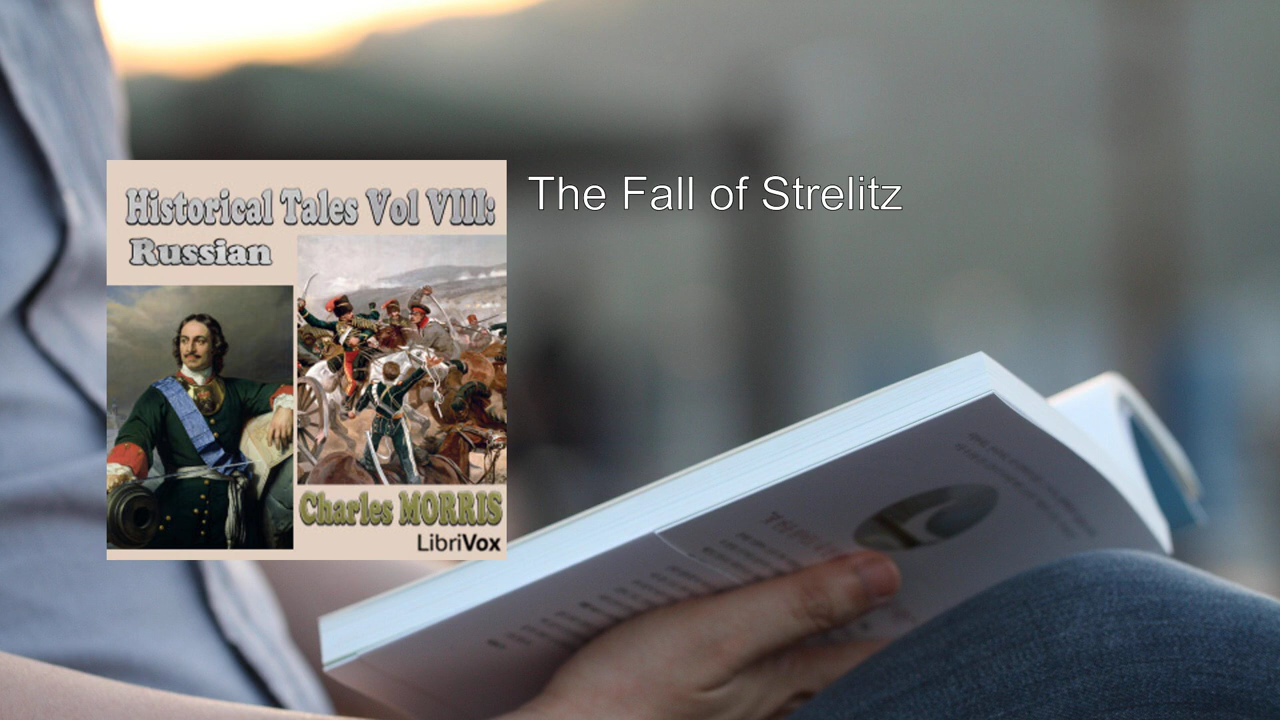 Historical Tales Vol VIII:
Russian
Charles MORRIS
LibriVox
The Fall of Strelitz